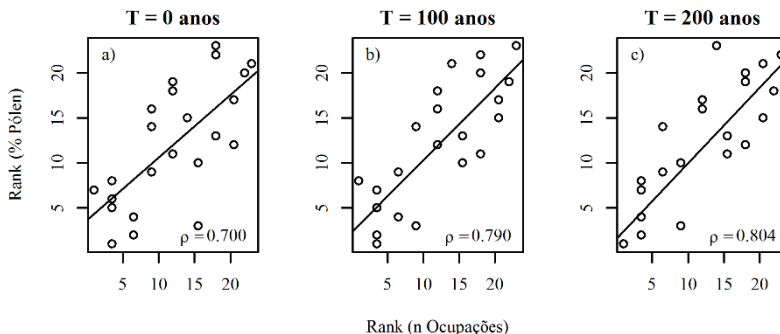 T = 0 anos
T = 100 anos
T = 200 anos
a)
b)
c)
Rank (% Pólen)
5 10 15 20
5 10 15 20
5 10 15 20
ρ = 0.700
ρ = 0.790
ρ = 0.804
5 10 15 20
5 10 15 20
5 10 15 20
Rank (n Ocupações)